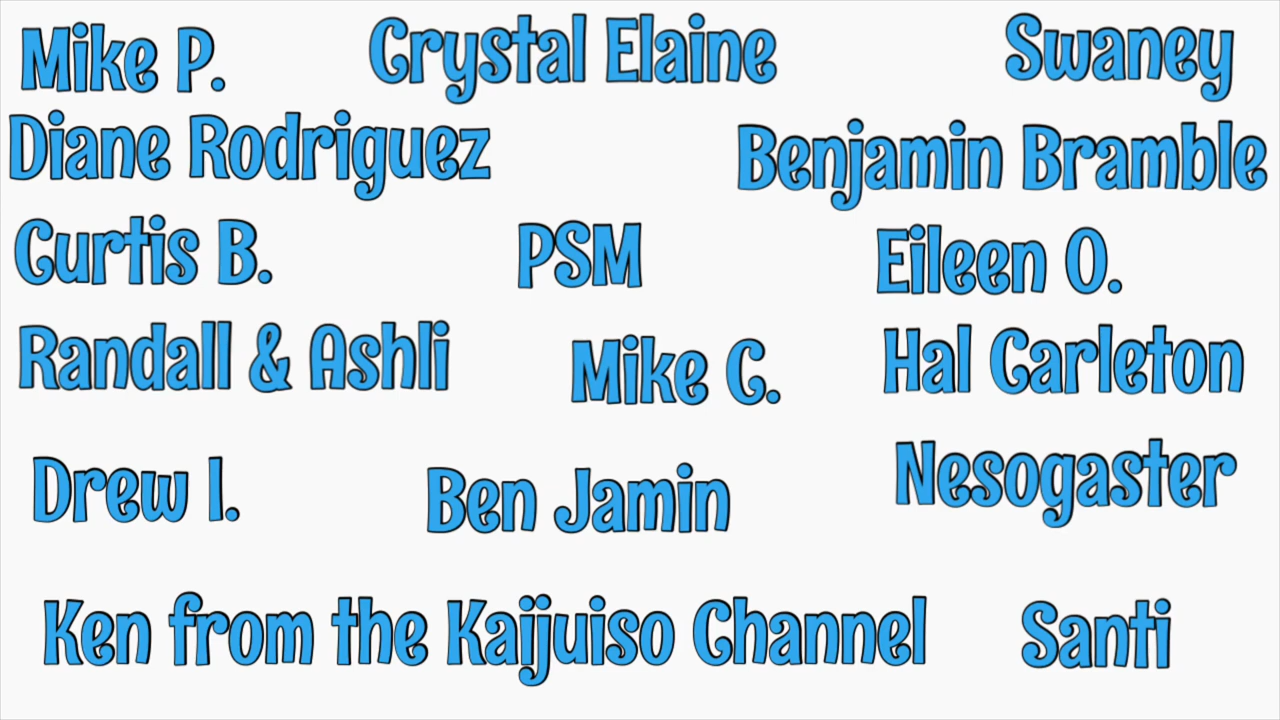 Mike P. Crystal Elaine Swaney
Diane Rodriguez Benjamin Bramble
Curtis B. PSM Eileen O.
Randall & Ashli Mike C. Hal Carleton
Drew I. Ben Jamin Nesogaster
Ken from the Kaijuiso Channel Santi